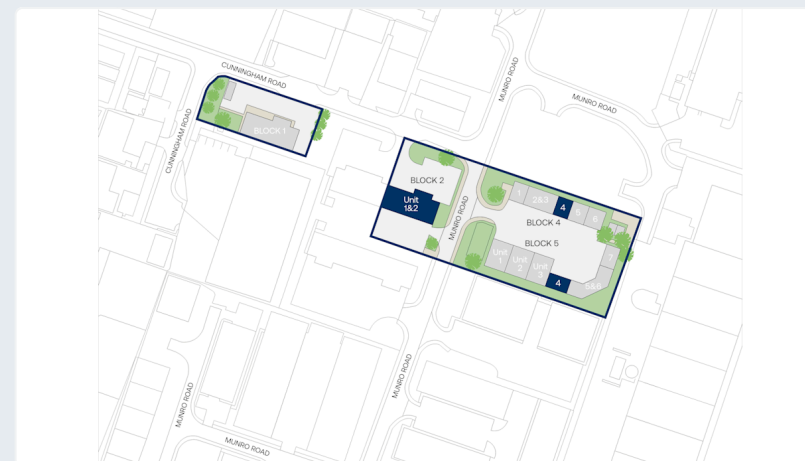 CUNNINGHAM ROAD
MUNRO ROAD
MUNRO ROAD
CUNNINGHAM ROAD
BLOCK 1
BLOCK 2
Unit
1&2
MUNRO ROAD
1
2&3
4
5
6
BLOCK 4
BLOCK 5
Unit
1
Unit
2
Unit
3
4
5&6
7
MUNRO ROAD
MUNRO ROAD
MUNRO ROAD